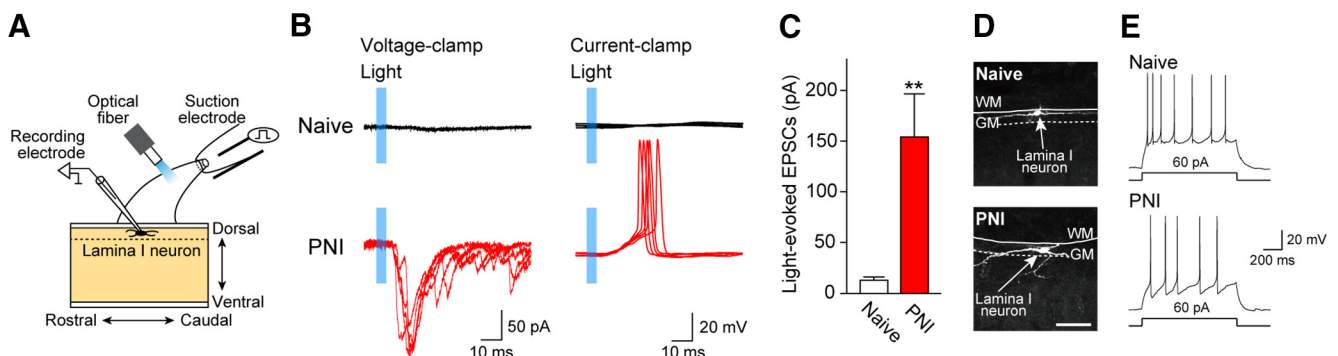 A
Optical
fiber
Suction
electrode
Recording
electrode
Lamina I neuron
Dorsal
Ventral
Rostral
Caudal
B
Voltage-clamp
Light
Current-clamp
Light
Naive
PNI
50 pA
10 ms
20 mV
10 ms
C
Light-evoked EPSCs (pA)
200
150
100
50
0
**
Naive
PNI
D
Naive
WM
GM
Lamina I
neuron
PNI
WM
GM
Lamina I
neuron
E
Naive
60 pA
PNI
20 mV
200 ms
60 pA